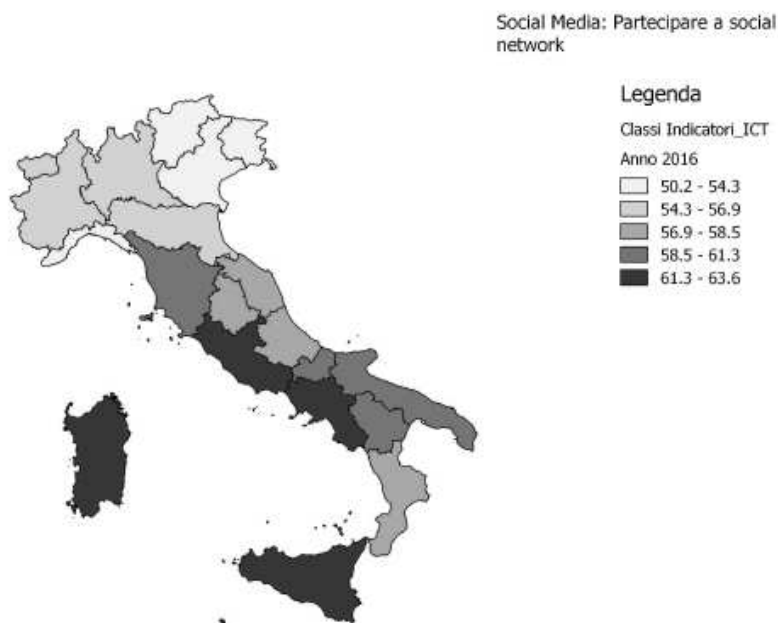 Social Media: Partecipare a social
network
Legenda
Classi Indicatori_ICT
Anno 2016
50.2 - 54.3
54.3 - 56.9
56.9 - 58.5
58.5 - 61.3
61.3 - 63.6